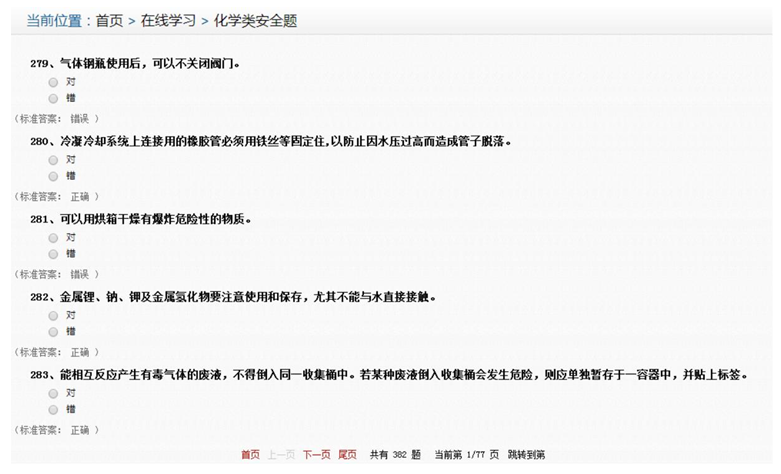 当前位置：首页 > 在线学习 > 化学类安全题
279、气体钢瓶使用后，可以不关闭阀门。
对
错
（标准答案： 错误 ）
280、冷凝冷却系统上连接用的橡胶管必须用铁丝等固定住,以防止因水压过高而造成管子脱落。
对
错
（标准答案： 正确 ）
281、可以用烘箱干燥有爆炸危险性的物质。
对
错
（标准答案： 错误 ）
282、金属锂、钠、钾及金属氢化物要注意使用和保存，尤其不能与水直接接触。
对
错
（标准答案： 正确 ）
283、能相互反应产生有毒气体的废液，不得倒入同一收集桶中。若某种废液倒入收集桶会发生危险，则应单独暂存于一容器中，并贴上标签。
对
错
（标准答案： 正确 ）
首页 上一页 下一页 尾页 共有 382 题 当前第 1/77 页 跳转到第